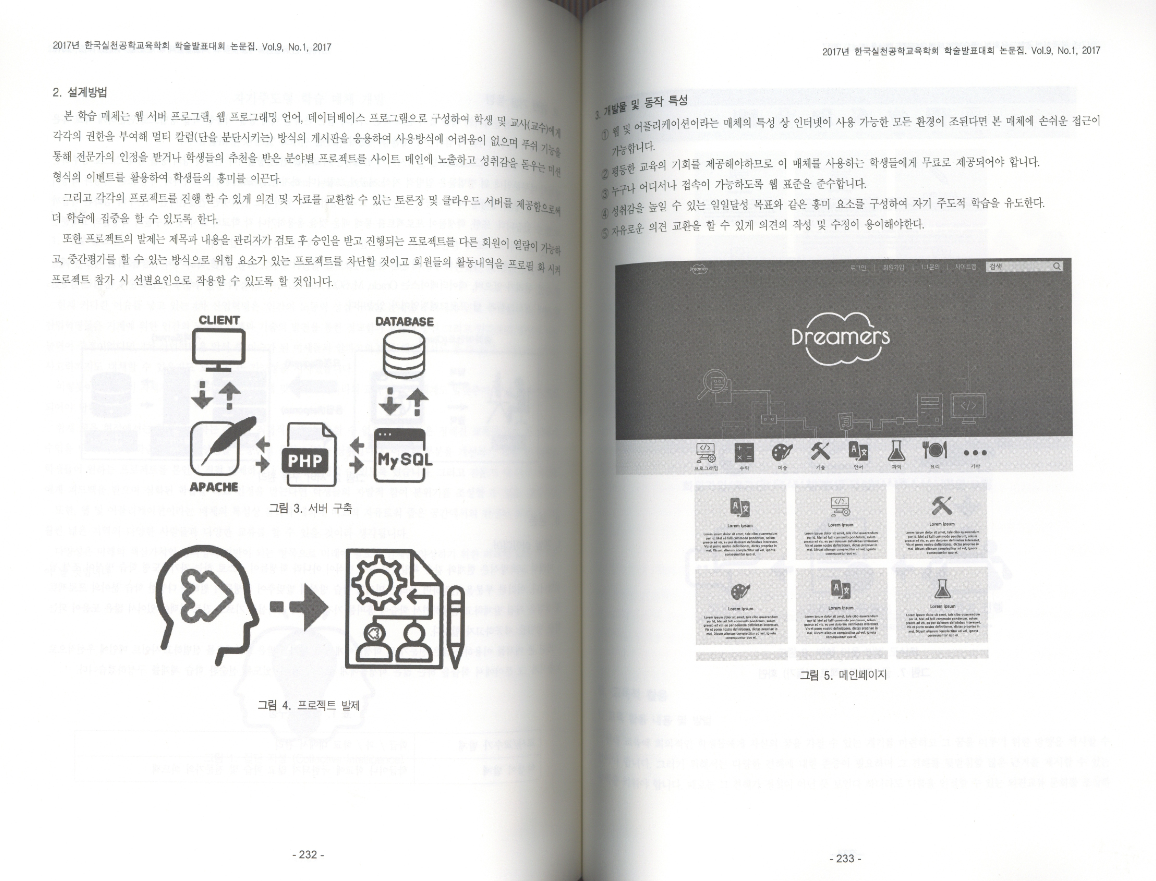 2017년 한국실천공학교육학회 학술발표대회 논문집. Vol.9, No.1, 2017
2. 설계방법
본 학습 매체는 웹 서버 프로그램, 웹 프로그래밍 언어, 데이터베이스 프로그램으로 구성하여 학생 및 교사(교수)에게
각각의 권한을 부여해 멀티 칼럼(단을 분단시키는) 방식의 게시판을 응용하여 사용방식에 어려움이 없으며 푸쉬 기능을
통해 전문가의 인정을 받거나 학생들의 추천을 받은 분야별 프로젝트를 사이트 메인에 노출하고 성취감을 돋우는 미션
형식의 이벤트를 활용하여 학생들의 흥미를 이끈다.
그리고 각각의 프로젝트를 진행 할 수 있게 의견 및 자료를 교환할 수 있는 토론장 및 클라우드 서버를 제공함으로써
더 학습에 집중을 할 수 있도록 한다.
또한 프로젝트의 발제는 제목과 내용을 관리자가 검토 후 승인을 받고 진행되는 프로젝트를 다른 회원이 열람이 가능하
고, 중간평기를 할 수 있는 방식으로 위험 요소가 있는 프로젝트를 차단할 것이고 회원들의 활동내역을 프로필 화 시켜
프로젝트 참가 시 선별요인으로 작용할 수 있도록 할 것입니다.
CLIENT DATABASE
PHP MySQL
APACHE
그림 3. 서버 구축
그림 4. 프로젝트 발제
- 232 -
2017년 한국실천공학교육학회 학술발표대회 논문집. Vol.9, No.1, 2017
3. 개발물 및 동작 특성
① 웹 및 어플리케이션이라는 매체의 특성 상 인터넷이 사용 가능한 모든 환경이 조된다면 본 매체에 손쉬운 접근이
가능합니다.
② 평등한 교육의 기회를 제공해야하므로 이 매체를 사용하는 학생들에게 무료로 제공되어야 합니다.
③ 누구나 어디서나 접속이 가능하도록 웹 표준을 준수합니다.
④ 성취감을 높일 수 있는 일일달성 목표와 같은 흥미 요소를 구성하여 자기 주도적 학습을 유도한다.
⑤ 자유로운 의견 교환을 할 수 있게 의견의 작성 및 수정이 용이해야한다.
Dreamers 로그인 | 회원가입 | 1:1문의 | 사이트맵 검색
Dreamers
프로그래밍 수학 미술 기술 언어 과학 요리 기타
Lorem Ipsum Lorem Ipsum Lorem Ipsum
Lorem Ipsum Lorem Ipsum Lorem Ipsum
그림 5. 메인페이지
- 233 -